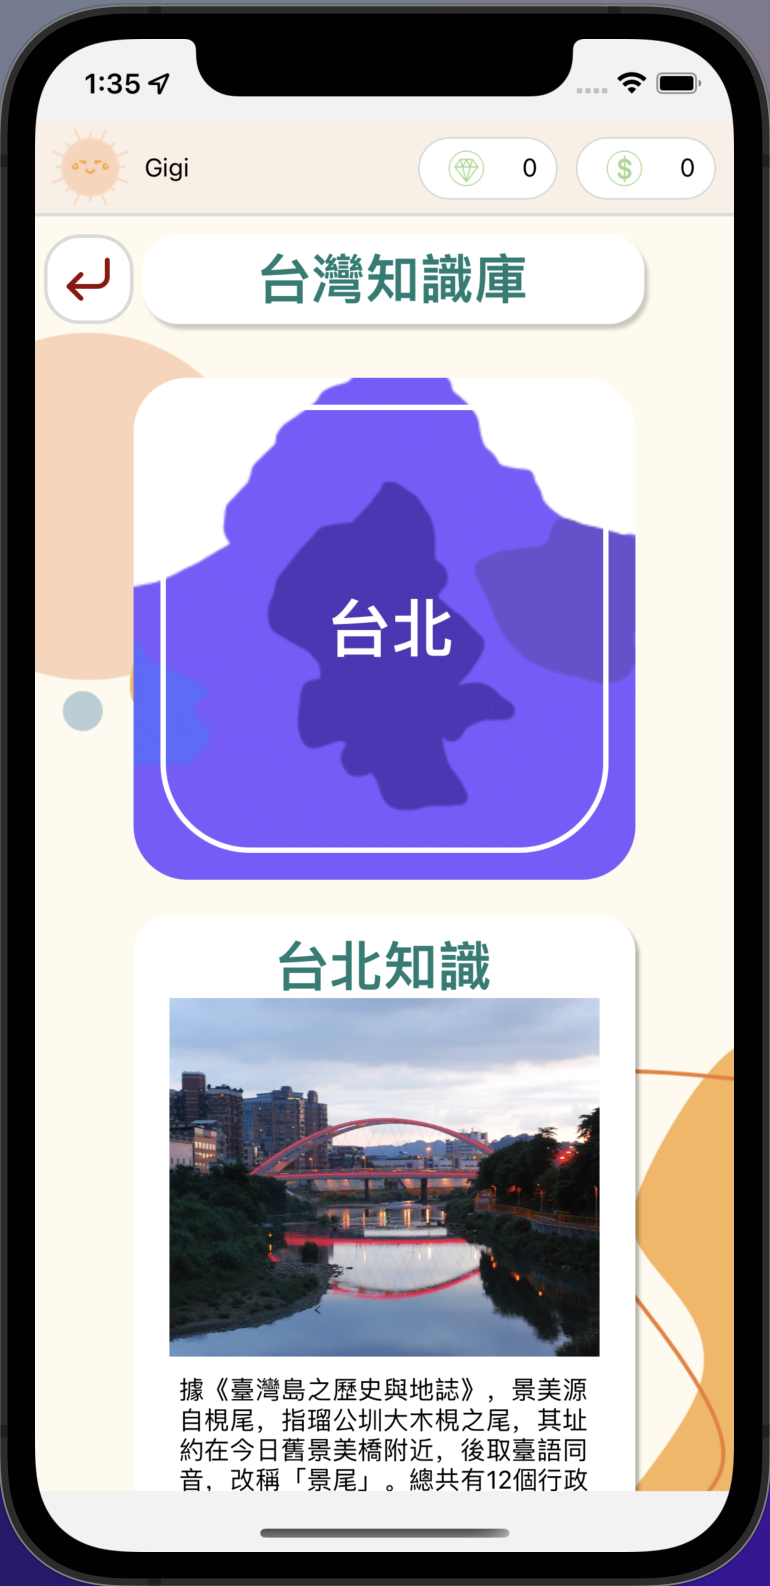 1:35
Gigi
0
0
台灣知識庫
台北
台北知識
據《臺灣島之歷史與地誌》，景美源
自梘尾，指瑠公圳大木梘之尾，其址
約在今日舊景美橋附近，後取臺語同
音，改稱「景尾」。總共有12個行政